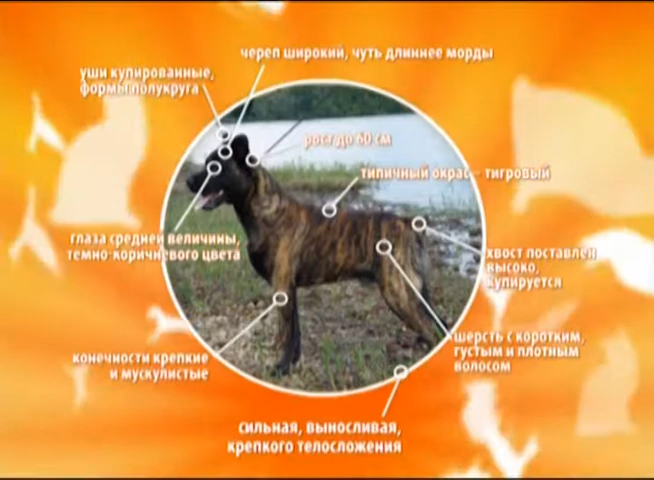 череп широкий, чуть длиннее морды
уши купированные,
формы полукруга
рост до 60 см
типичный окрас - тигровый
глаза средней величины,
темно-коричневого цвета
хвост поставлен
высоко,
купируется
шерсть с коротким,
густым и плотным
волосом
конечности крепкие
и мускулистые
сильная, выносливая,
крепкого телосложения